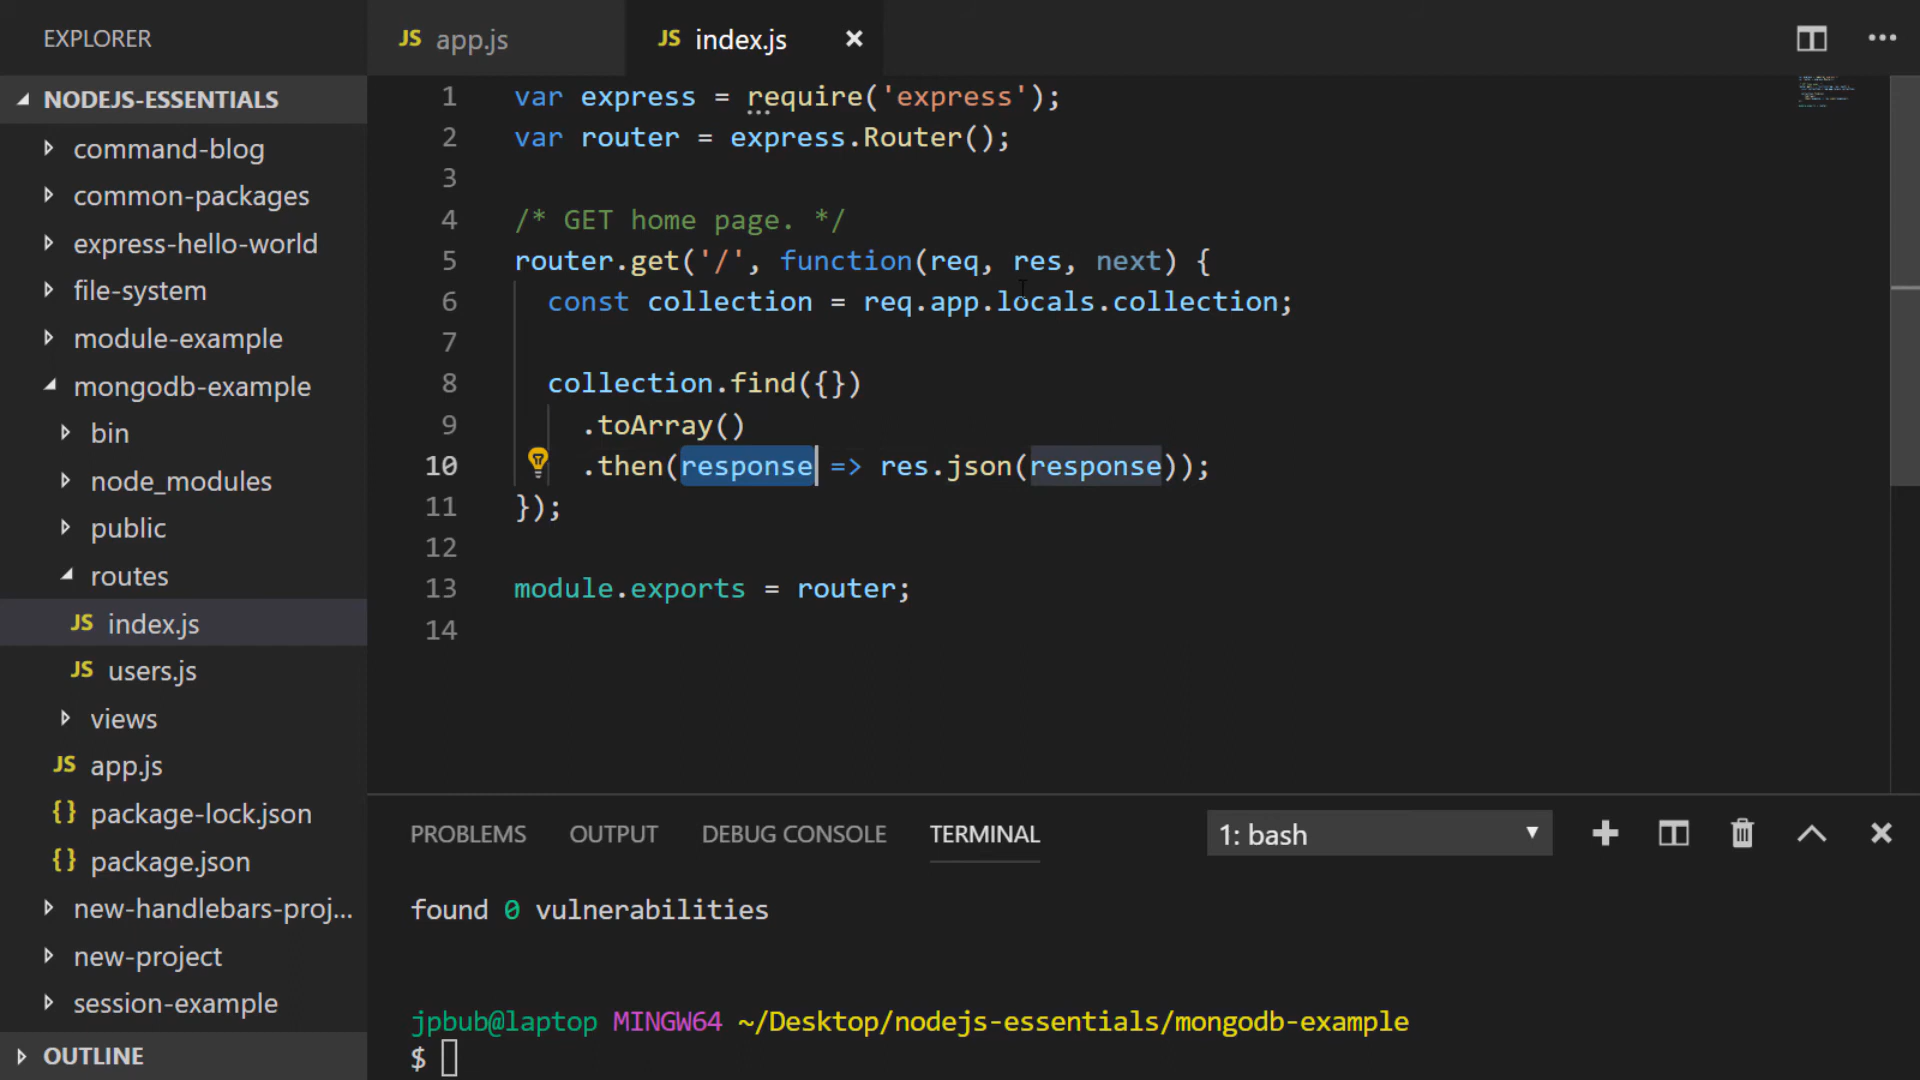 EXPLORER
NODEJS-ESSENTIALS
command-blog
common-packages
express-hello-world
file-system
module-example
mongodb-example
bin
node_modules
public
routes
JS index.js
JS users.js
views
JS app.js
{} package-lock.json
{} package.json
new-handlebars-proj...
new-project
session-example
OUTLINE
JS app.js
JS index.js
1 var express = require('express');
2 var router = express.Router();
3
4 /* GET home page. */
5 router.get('/', function(req, res, next) {
6 const collection = req.app.locals.collection;
7
8 collection.find({})
9 .toArray()
10 .then(response => res.json(response));
11 });
12
13 module.exports = router;
14
PROBLEMS OUTPUT DEBUG CONSOLE TERMINAL 1: bash
found 0 vulnerabilities
jpbub@laptop MINGW64 ~/Desktop/nodejs-essentials/mongodb-example
$